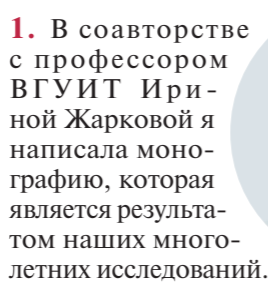 1. В соавторстве
с профессором
ВГУИТ Ири-
ной Жарковой я
написала моно-
графию, которая
является результа-
том наших много-
летних исследований.